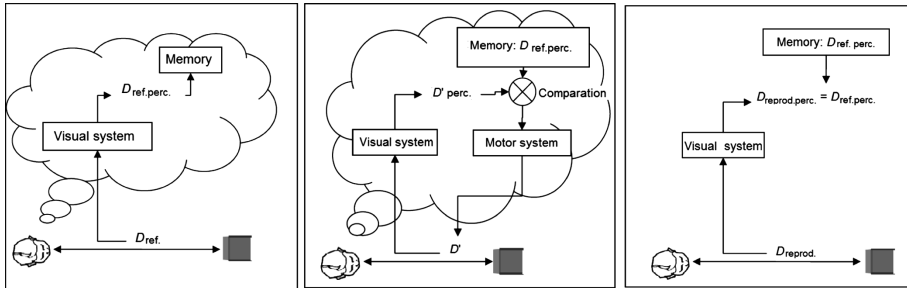 Memory
D ref.perc.
Visual system
D ref.
Memory: D ref.perc.
D' perc.
Comparation
Visual system
Motor system
D'
Memory: D ref. perc.
D reprod.perc. = D ref.perc.
Visual system
D reprod.